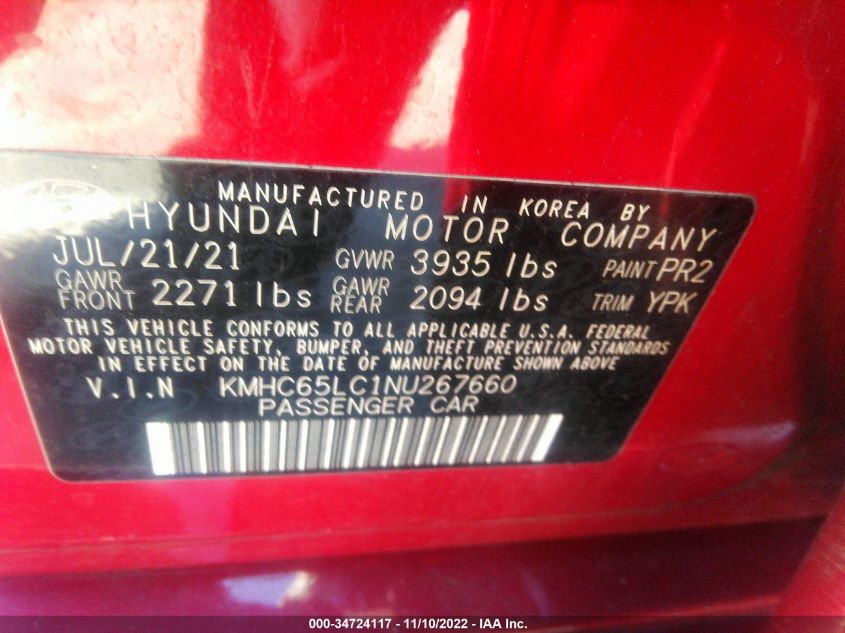 MANUFACTURED IN KOREA BY
HYUNDAI MOTOR COMPANY
JUL/21/21 GVWR 3935 lbs PAINT PR2
GAWR FRONT 2271 lbs GAWR REAR 2094 lbs TRIM YPK
THIS VEHICLE CONFORMS TO ALL APPLICABLE U.S.A. FEDERAL
MOTOR VEHICLE SAFETY, BUMPER, AND THEFT PREVENTION STANDARDS
IN EFFECT ON THE DATE OF MANUFACTURE SHOWN ABOVE
V.I.N KMHC65LC1NU267660
PASSENGER CAR
000-34724117 - 11/10/2022 - IAA Inc.